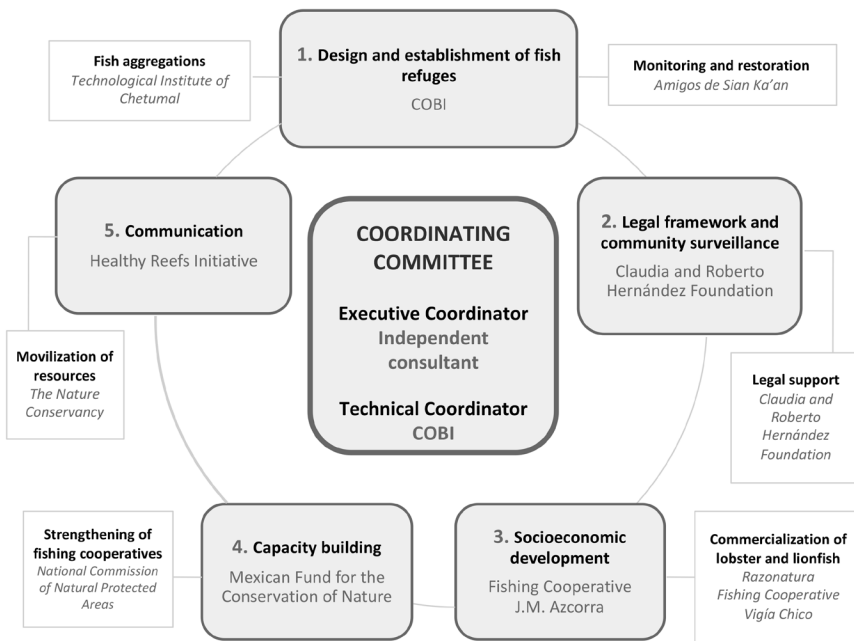 1. Design and establishment of fish
refuges
COBI
Fish aggregations
Technological Institute of
Chetumal
Monitoring and restoration
Amigos de Sian Ka’an
2. Legal framework and
community surveillance
Claudia and Roberto
Hernández Foundation
Legal support
Claudia and
Roberto
Hernández
Foundation
3. Socioeconomic
development
Fishing Cooperative
J.M. Azcorra
Commercialization of
lobster and lionfish
Razonatura
Fishing Cooperative
Vigía Chico
4. Capacity building
Mexican Fund for the
Conservation of Nature
Strengthening of
fishing cooperatives
National Commission
of Natural Protected
Areas
5. Communication
Healthy Reefs Initiative
Movilization of
resources
The Nature
Conservancy
COORDINATING
COMMITTEE
Executive Coordinator
Independent
consultant
Technical Coordinator
COBI